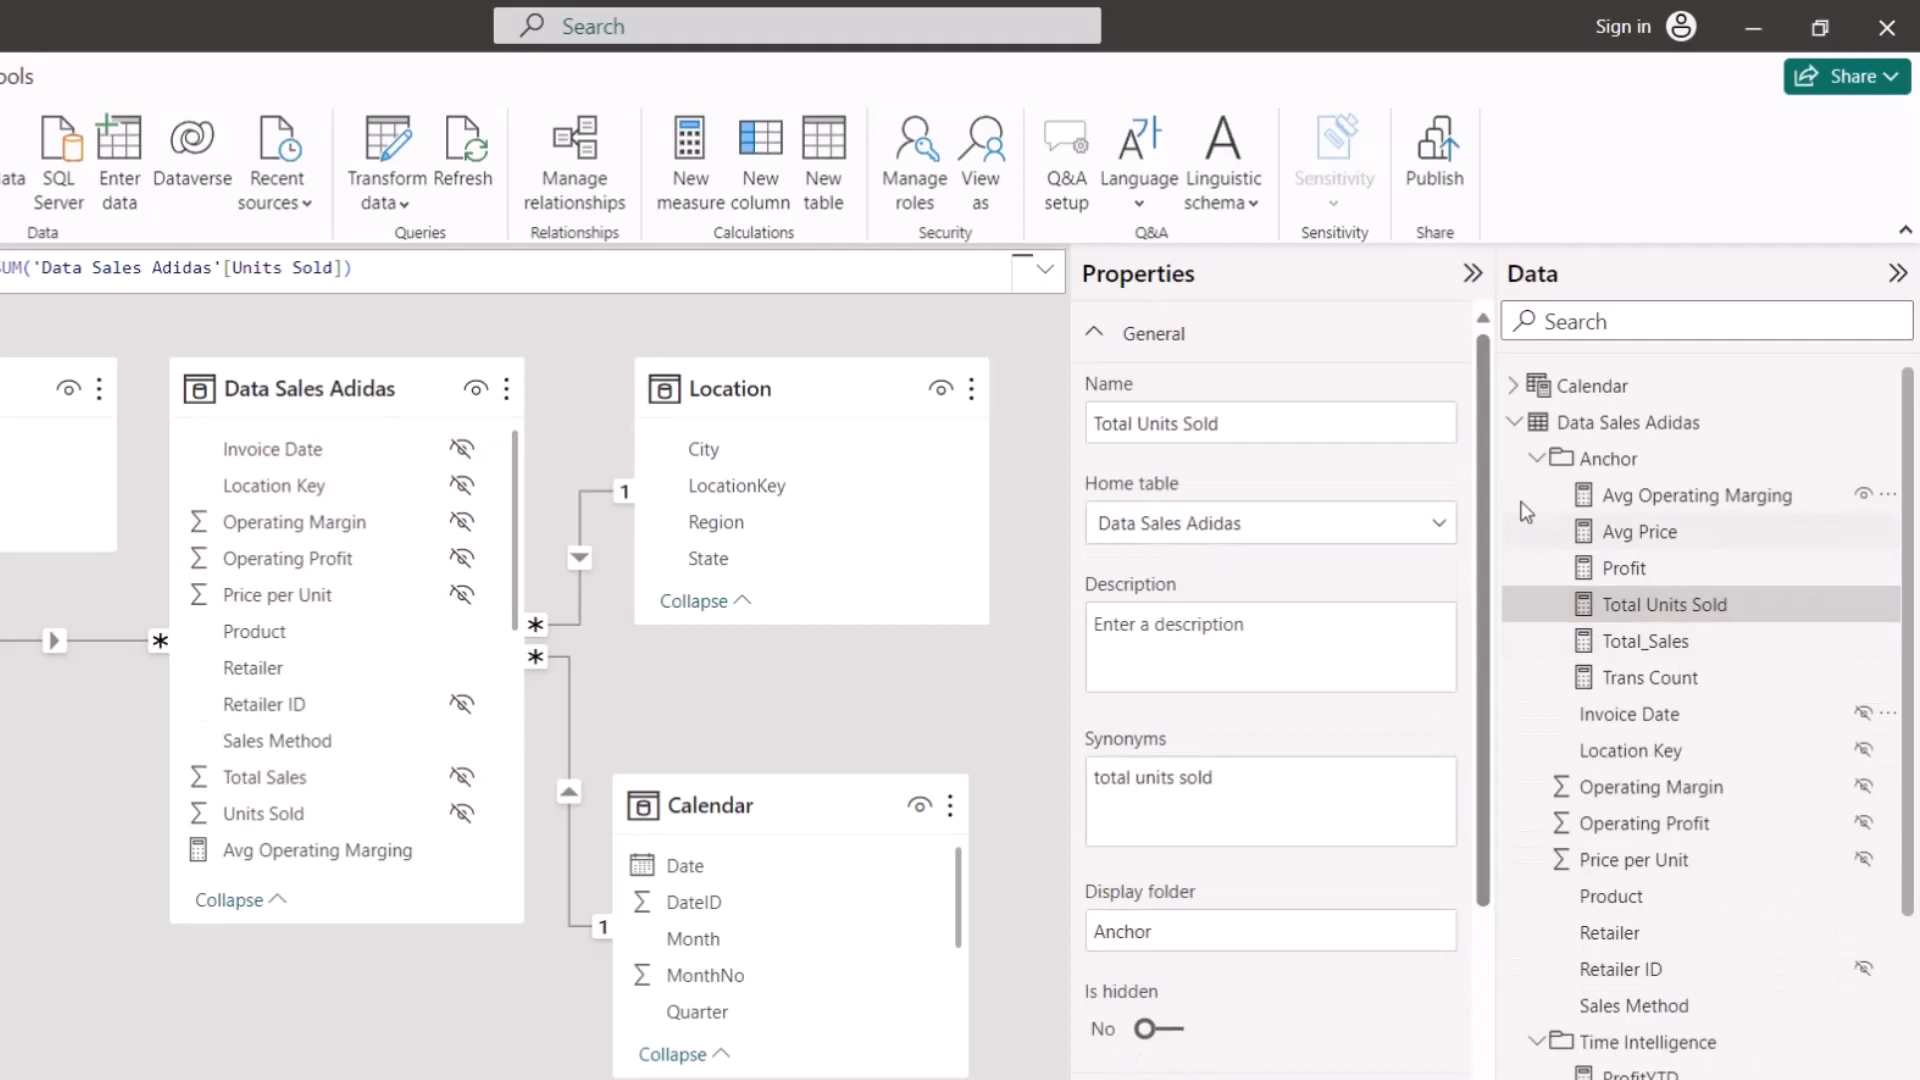 Search
Sign in
ools
Share
ata
SQL
Server
Enter
data
Dataverse
Recent
sources
Transform
data
Refresh
Manage
relationships
New
measure
New
column
New
table
Manage
roles
View
as
Q&A
setup
Language
Linguistic
schema
Sensitivity
Publish
Data
Queries
Relationships
Calculations
Security
Q&A
Sensitivity
Share
SUM('Data Sales Adidas'[Units Sold])
Data Sales Adidas
Invoice Date
Location Key
Operating Margin
Operating Profit
Price per Unit
Product
Retailer
Retailer ID
Sales Method
Total Sales
Units Sold
Avg Operating Marging
Collapse
*
*
*
1
1
Location
City
LocationKey
Region
State
Collapse
Calendar
Date
DateID
Month
MonthNo
Quarter
Collapse
Properties
General
Name
Total Units Sold
Home table
Data Sales Adidas
Description
Enter a description
Synonyms
total units sold
Display folder
Anchor
Is hidden
No
Data
Search
Calendar
Data Sales Adidas
Anchor
Avg Operating Marging
Avg Price
Profit
Total Units Sold
Total_Sales
Trans Count
Invoice Date
Location Key
Operating Margin
Operating Profit
Price per Unit
Product
Retailer
Retailer ID
Sales Method
Time Intelligence
ProfitYTD